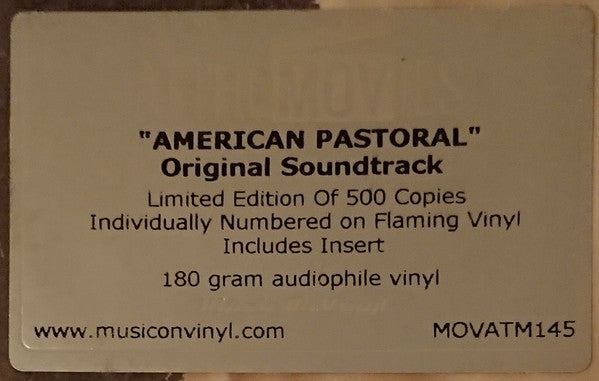 "AMERICAN PASTORAL"
Original Soundtrack
Limited Edition Of 500 Copies
Individually Numbered on Flaming Vinyl
Includes Insert
180 gram audiophile vinyl
www.musiconvinyl.com MOVATM145